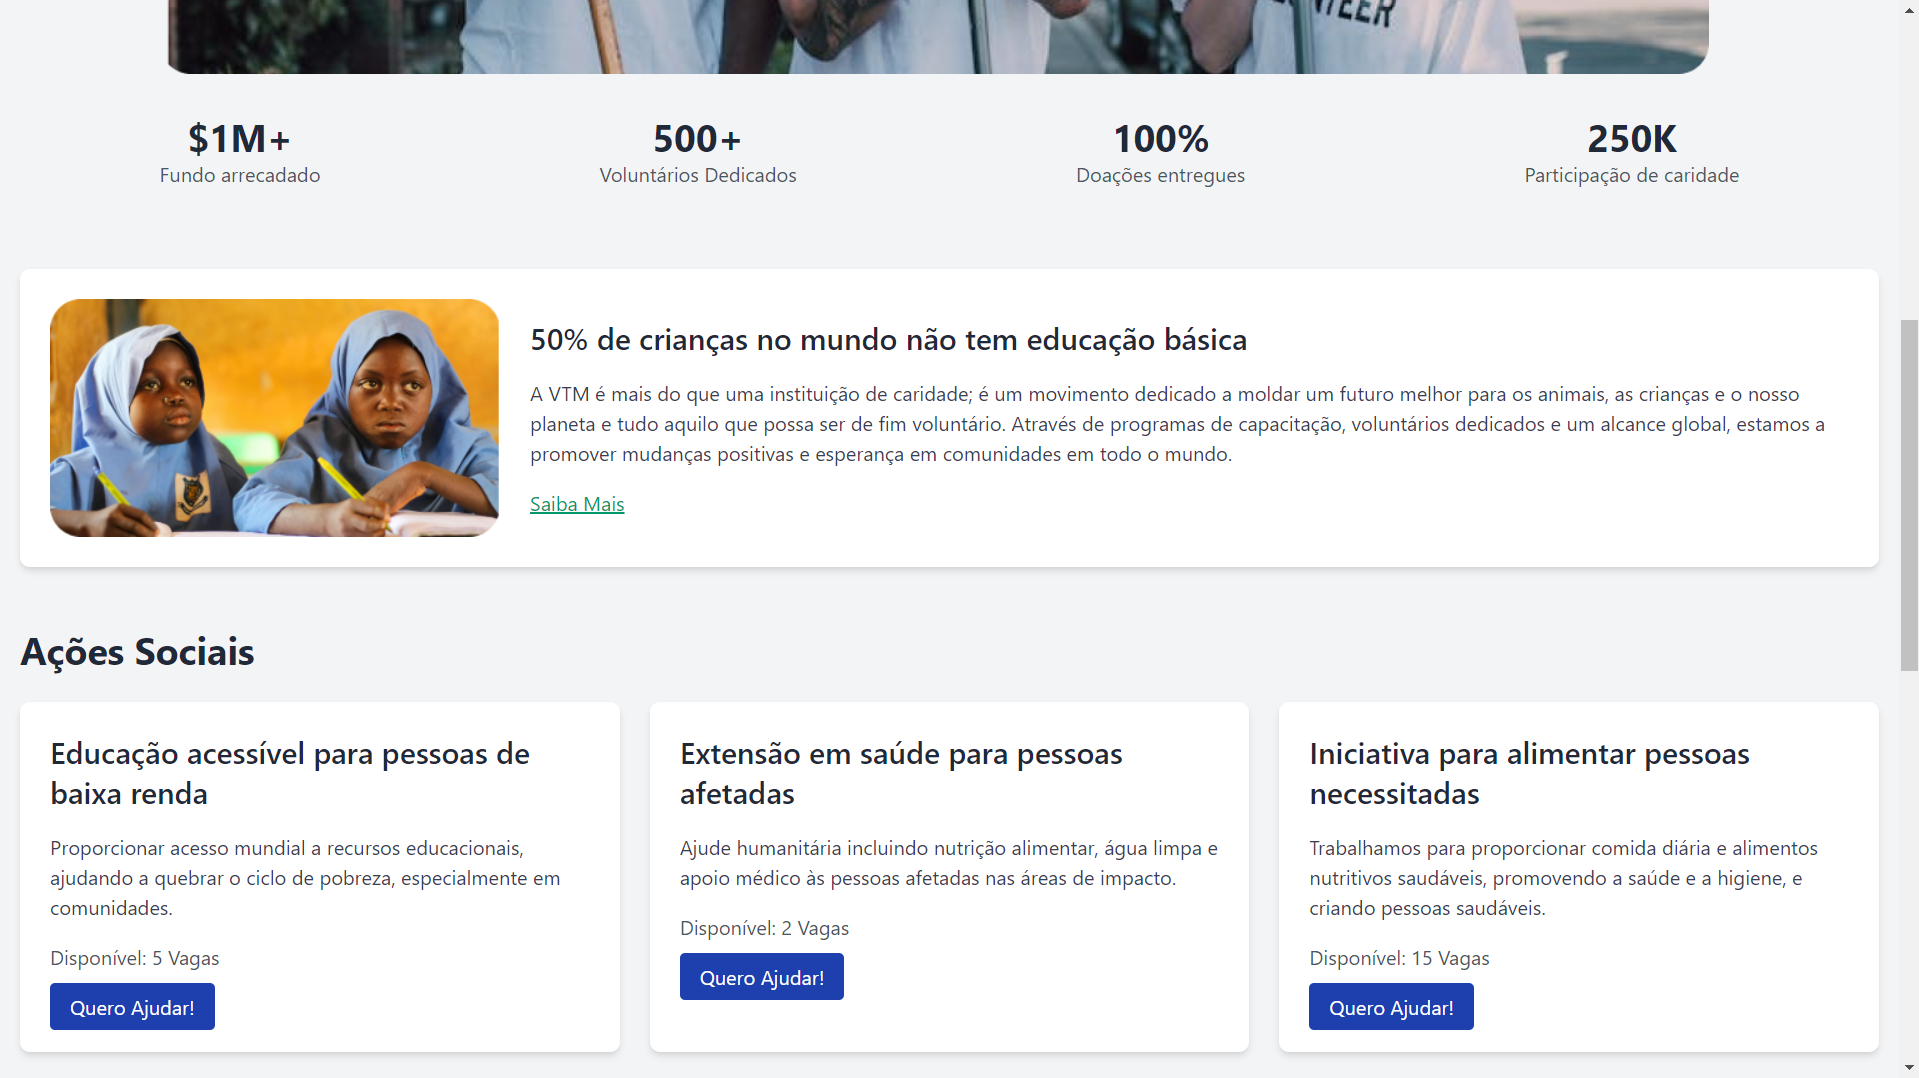 $1M+
Fundo arrecadado
500+
Voluntários Dedicados
100%
Doações entregues
250K
Participação de caridade
50% de crianças no mundo não tem educação básica
A VTM é mais do que uma instituição de caridade; é um movimento dedicado a moldar um futuro melhor para os animais, as crianças e o nosso
planeta e tudo aquilo que possa ser de fim voluntário. Através de programas de capacitação, voluntários dedicados e um alcance global, estamos a
promover mudanças positivas e esperança em comunidades em todo o mundo.
Saiba Mais
Ações Sociais
Educação acessível para pessoas de
baixa renda
Proporcionar acesso mundial a recursos educacionais,
ajudando a quebrar o ciclo de pobreza, especialmente em
comunidades.
Disponível: 5 Vagas
Quero Ajudar!
Extensão em saúde para pessoas
afetadas
Ajude humanitária incluindo nutrição alimentar, água limpa e
apoio médico às pessoas afetadas nas áreas de impacto.
Disponível: 2 Vagas
Quero Ajudar!
Iniciativa para alimentar pessoas
necessitadas
Trabalhamos para proporcionar comida diária e alimentos
nutritivos saudáveis, promovendo a saúde e a higiene, e
criando pessoas saudáveis.
Disponível: 15 Vagas
Quero Ajudar!